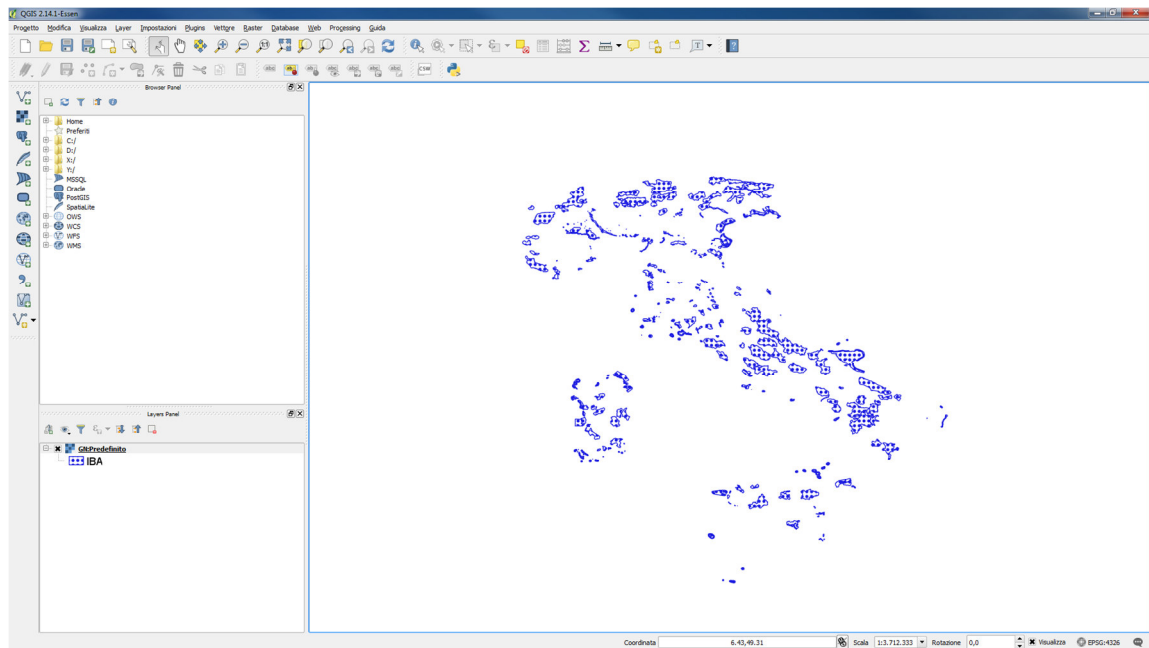 QGIS 2.14.1-Essen
Progetto Modifica Visualizza Layer Impostazioni Plugins Vettore Raster Database Web Processing Guida
Browser Panel
Home
Preferiti
C:/
D:/
X:/
Y:/
MSSQL
Oracle
PostGIS
SpatiaLite
OWS
WCS
WFS
WMS
Layers Panel
GN:Predefinito
IBA
Coordinata 6.43,49.31 Scala 1:3.712.333 Rotazione 0,0 Visualizza EPSG:4326